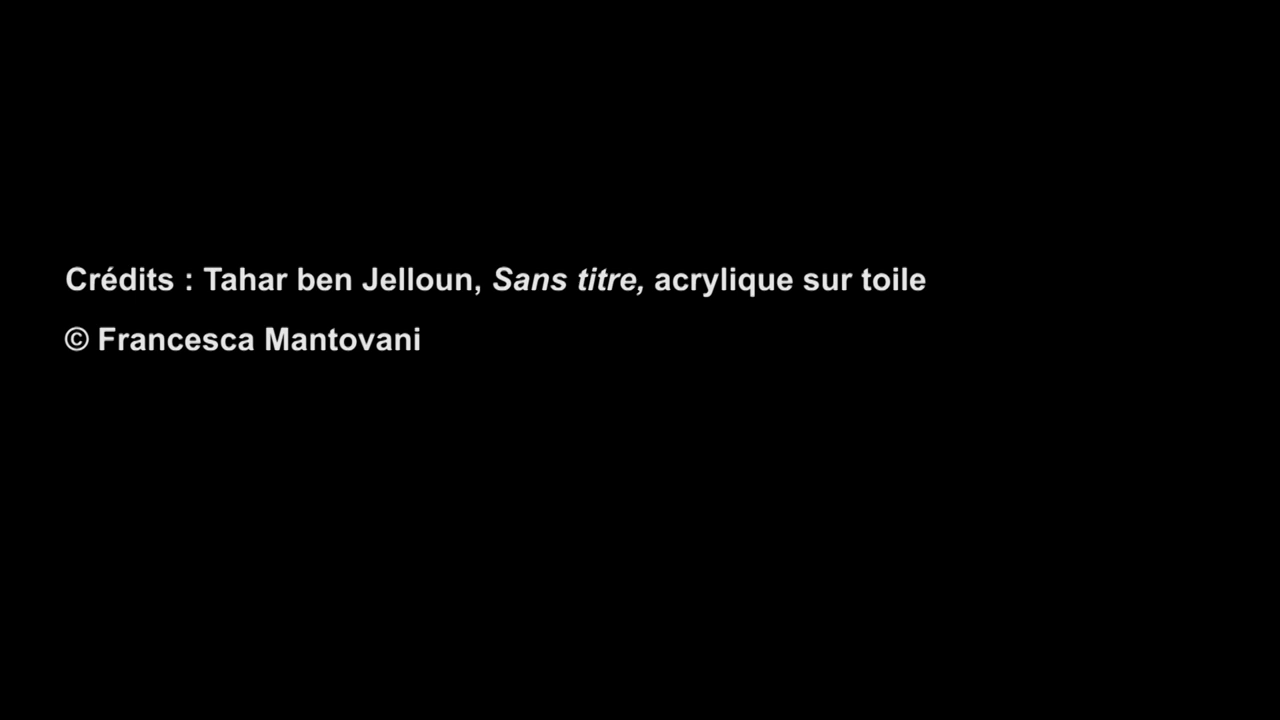 Crédits : Tahar ben Jelloun, Sans titre, acrylique sur toile
© Francesca Mantovani